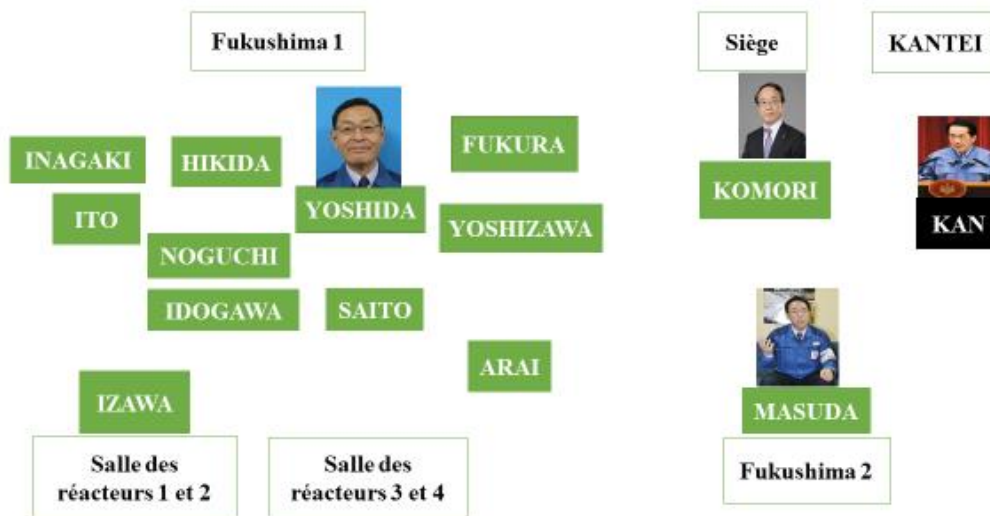 Fukushima 1
Siège
KANTEI
INAGAKI
HIKIDA
FUKURA
ITO
YOSHIDA
KOMORI
NOGUCHI
YOSHIZAWA
KAN
IDOGAWA
SAITO
ARAI
IZAWA
MASUDA
Salle des
réacteurs 1 et 2
Salle des
réacteurs 3 et 4
Fukushima 2